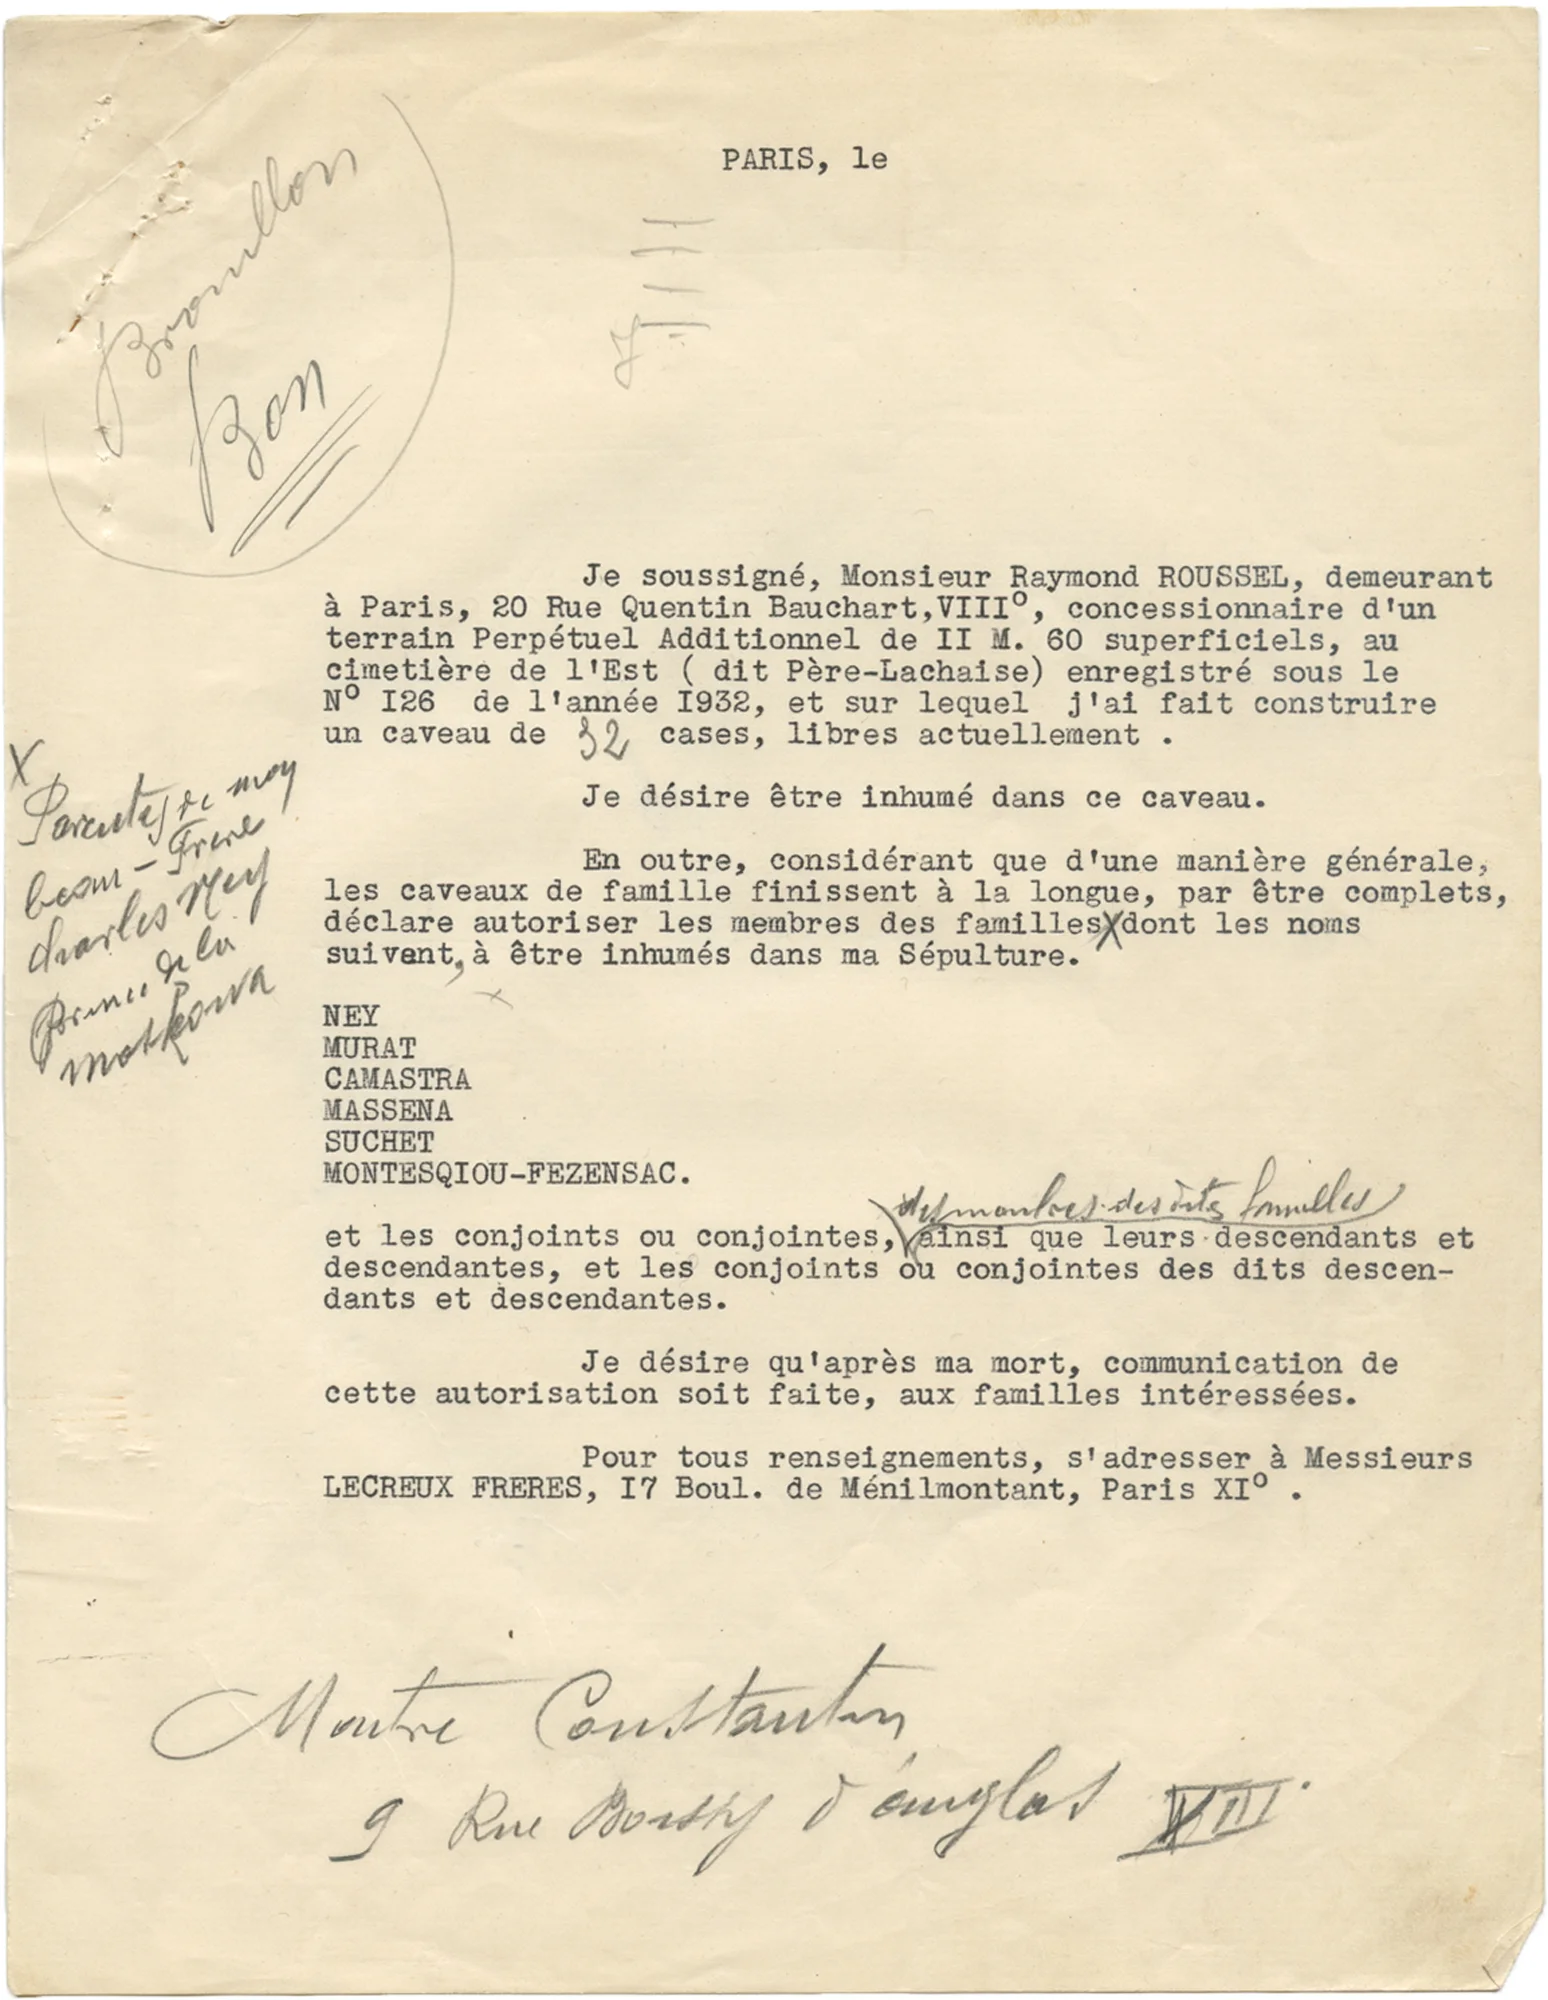 PARIS, le
Brouillon
Bon
Je soussigné, Monsieur Raymond ROUSSEL, demeurant
à Paris, 20 Rue Quentin Bauchart,VIIIº, concessionnaire d'un
terrain Perpétuel Additionnel de II M. 60 superficiels, au
cimetière de l'Est ( dit Père-Lachaise) enregistré sous le
Nº I26 de l'année I932, et sur lequel j'ai fait construire
un caveau de 32 cases, libres actuellement .
Je désire être inhumé dans ce caveau.
En outre, considérant que d'une manière générale,
les caveaux de famille finissent à la longue, par être complets,
déclare autoriser les membres des familles X dont les noms
suivent, à être inhumés dans ma Sépulture.
X
Parentes de mon
beau-Frere
Charles Ney
prince de la
Moskowa
NEY
MURAT
CAMASTRA
MASSENA
SUCHET
MONTESQIOU-FEZENSAC.
des membres des dites familles
et les conjoints ou conjointes, ainsi que leurs descendants et
descendantes, et les conjoints ou conjointes des dits descen-
dants et descendantes.
Je désire qu'après ma mort, communication de
cette autorisation soit faite, aux familles intéressées.
Pour tous renseignements, s'adresser à Messieurs
LECREUX FRERES, I7 Boul. de Ménilmontant, Paris XIº .
Maitre Constantin
9 Rue Boissy d'anglas VIII.